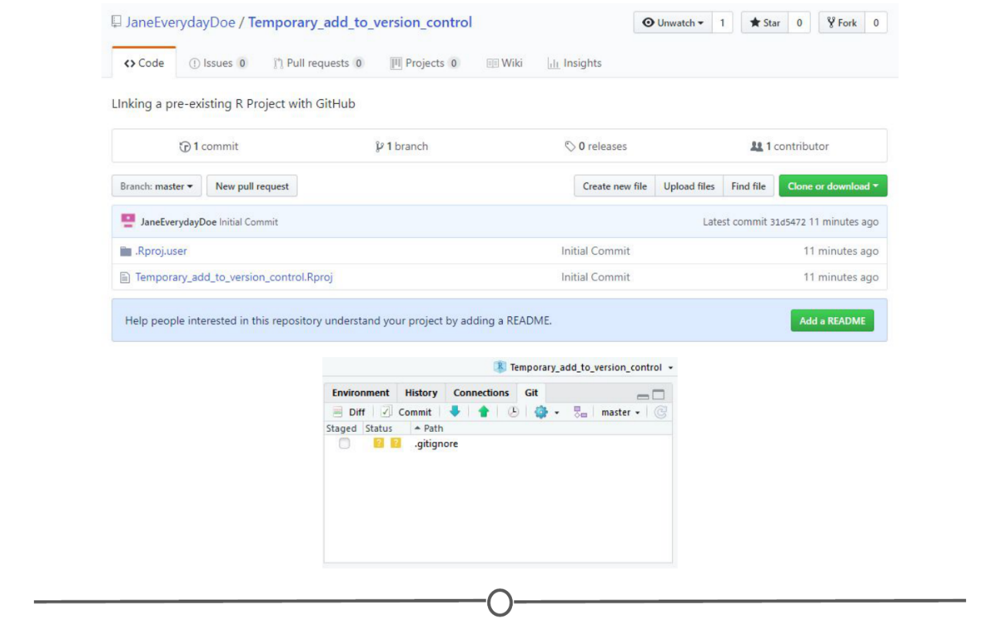 JaneEverydayDoe / Temporary_add_to_version_control Unwatch 1 Star 0 Fork 0
Code Issues 0 Pull requests 0 Projects 0 Wiki Insights
LInking a pre-existing R Project with GitHub
1 commit 1 branch 0 releases 1 contributor
Branch: master New pull request Create new file Upload files Find file Clone or download
JaneEverydayDoe Initial Commit Latest commit 31d5472 11 minutes ago
.Rproj.user Initial Commit 11 minutes ago
Temporary_add_to_version_control.Rproj Initial Commit 11 minutes ago
Help people interested in this repository understand your project by adding a README. Add a README
Temporary_add_to_version_control
Environment History Connections Git
Diff Commit master
Staged Status Path
? ? .gitignore